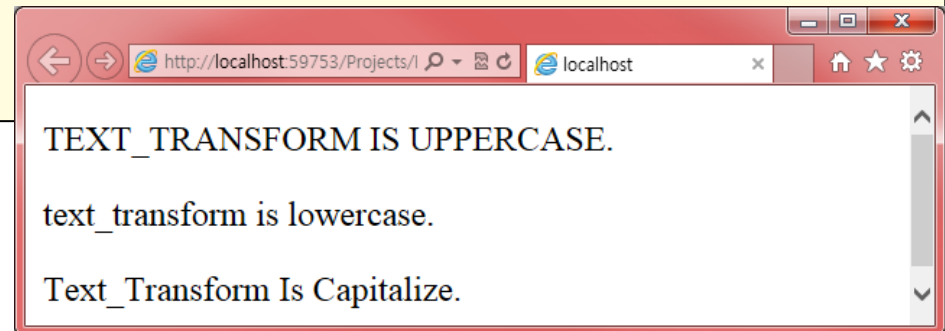 http://localhost:59753/Projects/l
localhost
TEXT_TRANSFORM IS UPPERCASE.
text_transform is lowercase.
Text_Transform Is Capitalize.